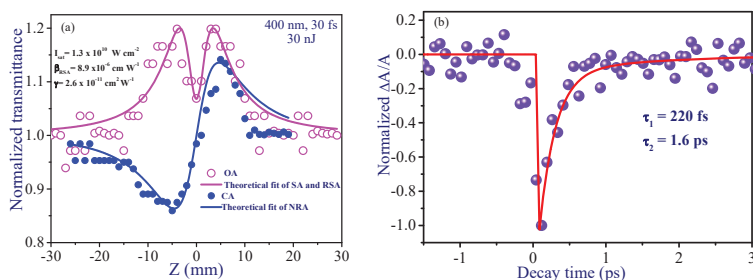 (a)
400 nm, 30 fs
30 nJ
I_sat = 1.3 x 10^10 W cm^-2
β_RSA = 8.9 x 10^-6 cm W^-1
γ = 2.6 x 10^-11 cm^2 W^-1
OA
Theoretical fit of SA and RSA
CA
Theoretical fit of NRA
Normalized transmittance
1.2
1.1
1.0
0.9
0.8
-30 -20 -10 0 10 20 30
Z (mm)
(b)
τ1 = 220 fs
τ2 = 1.6 ps
Normalized ΔA/A
0.2
0.0
-0.2
-0.4
-0.6
-0.8
-1.0
-1 0 1 2 3
Decay time (ps)